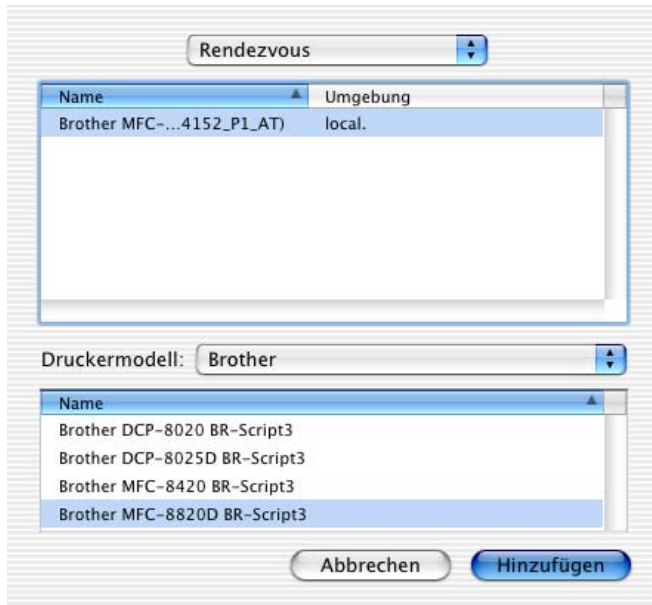 Rendezvous
Name Umgebung
Brother MFC-...4152_P1_AT) local.
Druckermodell: Brother
Name
Brother DCP-8020 BR-Script3
Brother DCP-8025D BR-Script3
Brother MFC-8420 BR-Script3
Brother MFC-8820D BR-Script3
Abbrechen Hinzufügen